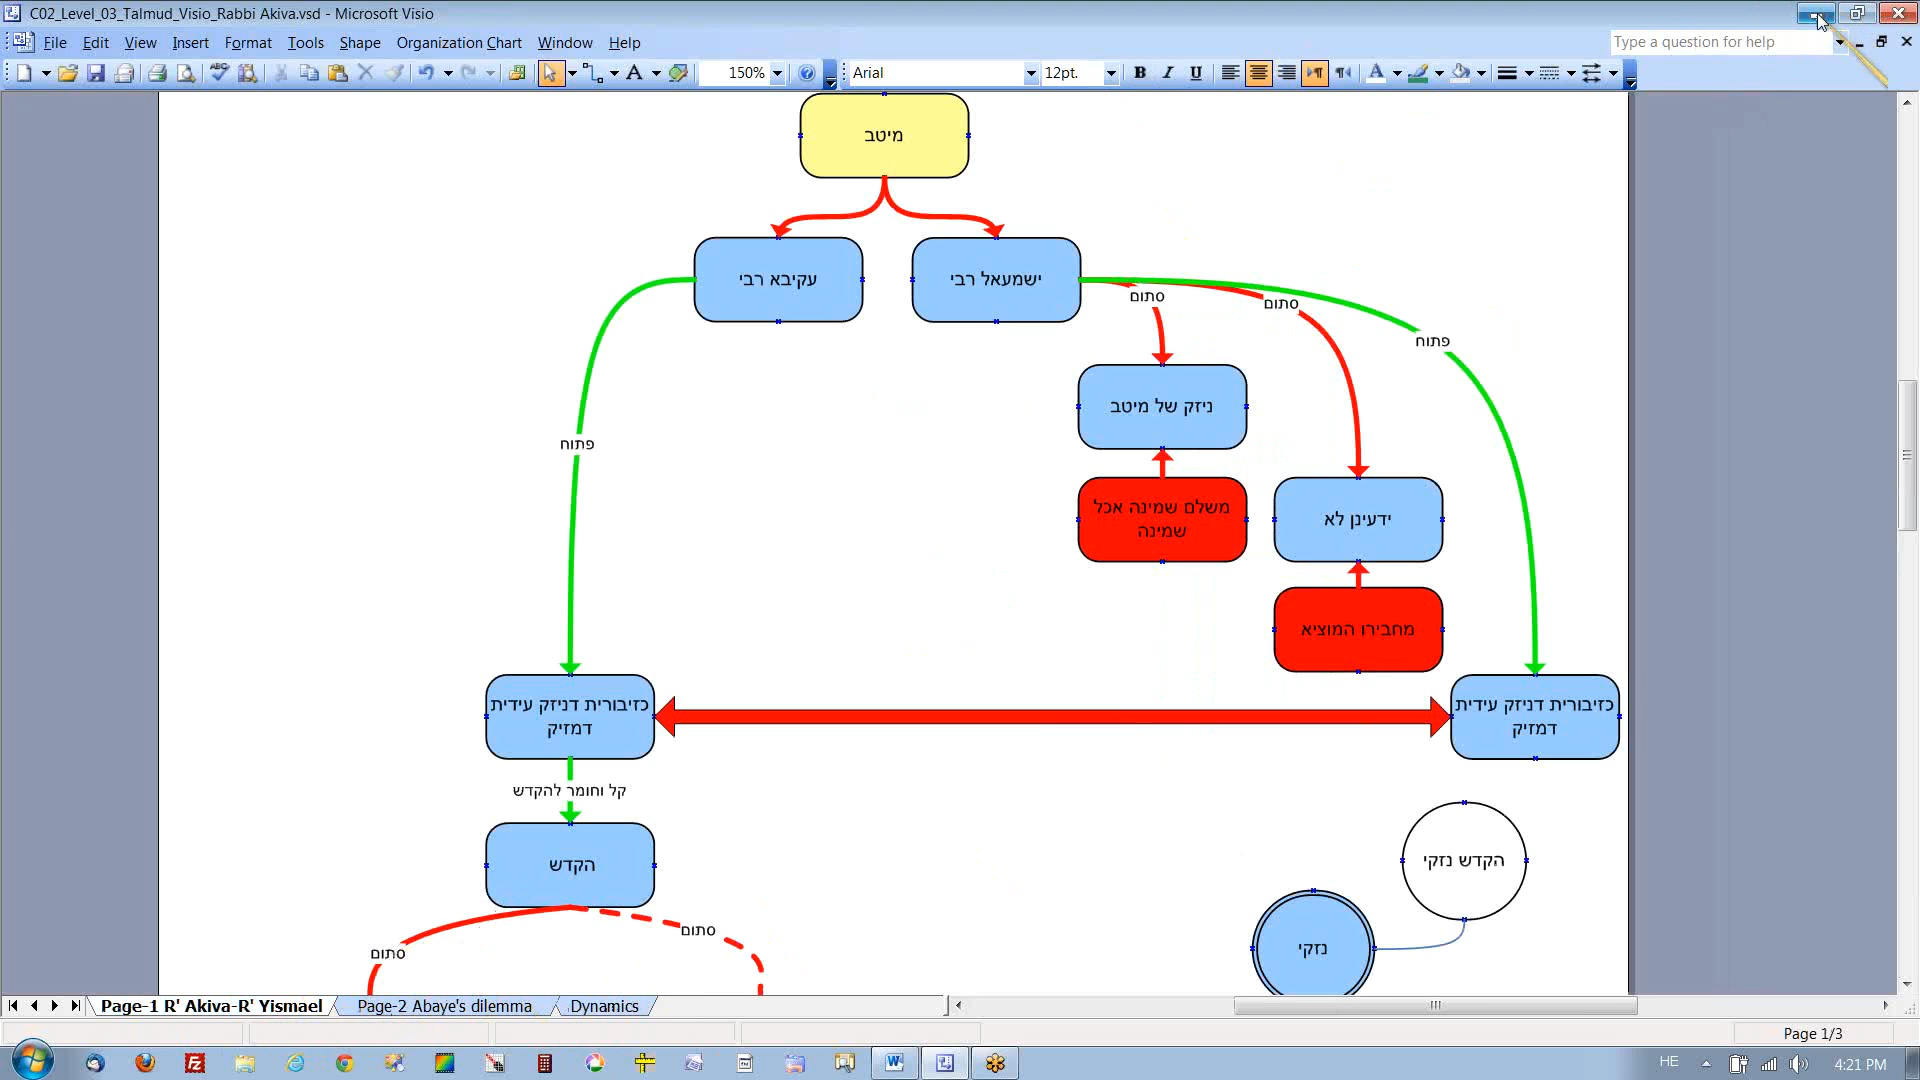 C02_Level_03_Talmud_Visio_Rabbi Akiva.vsd - Microsoft Visio
File Edit View Insert Format Tools Shape Organization Chart Window Help
Type a question for help
150% Arial 12pt. B I U
מיטב
עקיבא רבי
ישמעאל רבי
סתום
סתום
פתוח
ניזק של מיטב
פתוח
משלם שמינה אכל
שמינה
ידעינן לא
מחבירו המוציא
כזיבורית דניזק עידית
דמזיק
כזיבורית דניזק עידית
דמזיק
קל וחומר להקדש
הקדש
הקדש נזקי
סתום
סתום
נזקי
Page-1 R' Akiva-R' Yismael Page-2 Abaye's dilemma Dynamics
Page 1/3
HE 4:21 PM